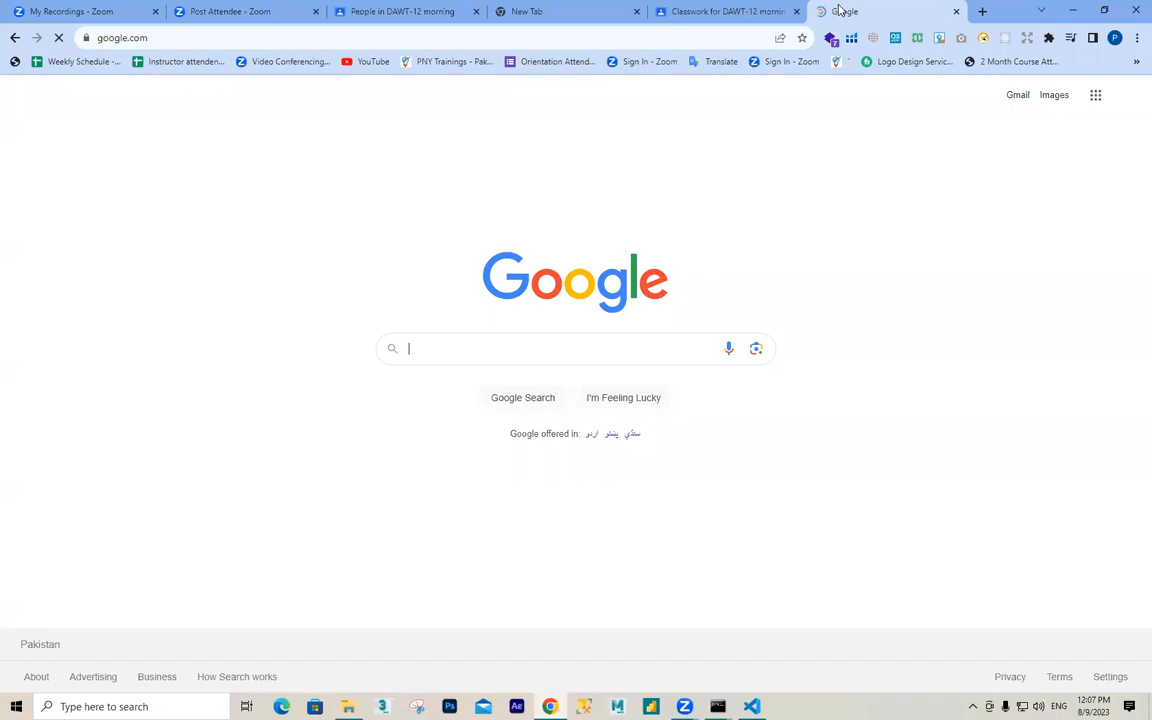 My Recordings - Zoom
Post Attendee - Zoom
People in DAWT-12 morning
New Tab
Classwork for DAWT-12 mornin
Google
google.com
7
P
Weekly Schedule -...
Instructor attenden...
Video Conferencing...
YouTube
PNY Trainings - Pak...
Orientation Attend...
Sign In - Zoom
Translate
Sign In - Zoom
Logo Design Servic...
2 Month Course Att...
»
Gmail
Images
Google
Google Search
I'm Feeling Lucky
Google offered in: اردو پښتو سنڌي
Pakistan
About
Advertising
Business
How Search works
Privacy
Terms
Settings
Type here to search
3
Ps
Ae
M
ENG
12:07 PM
8/9/2023